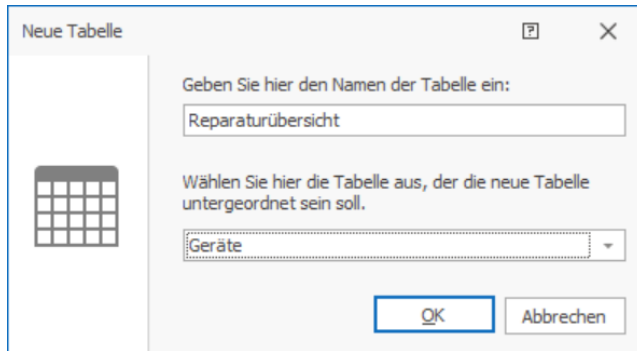 Neue Tabelle
Geben Sie hier den Namen der Tabelle ein:
Reparaturübersicht
Wählen Sie hier die Tabelle aus, der die neue Tabelle
untergeordnet sein soll.
Geräte
OK
Abbrechen